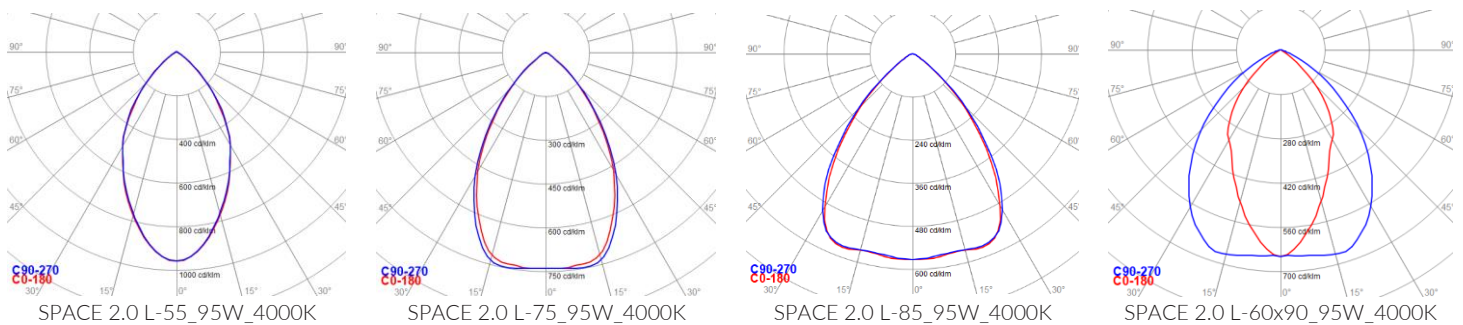 90° 90°
75° 75°
60° 60°
45° 45°
400 cd/klm
600 cd/klm
800 cd/klm
1000 cd/klm
C90-270
C0-180
30° 15° 0° 15° 30°
SPACE 2.0 L-55_95W_4000K
90° 90°
75° 75°
60° 60°
45° 45°
300 cd/klm
450 cd/klm
600 cd/klm
750 cd/klm
C90-270
C0-180
30° 15° 0° 15° 30°
SPACE 2.0 L-75_95W_4000K
90° 90°
75° 75°
60° 60°
45° 45°
240 cd/klm
360 cd/klm
480 cd/klm
600 cd/klm
C90-270
C0-180
30° 15° 0° 15° 30°
SPACE 2.0 L-85_95W_4000K
90° 90°
75° 75°
60° 60°
45° 45°
280 cd/klm
420 cd/klm
560 cd/klm
700 cd/klm
C90-270
C0-180
30° 15° 0° 15° 30°
SPACE 2.0 L-60x90_95W_4000K